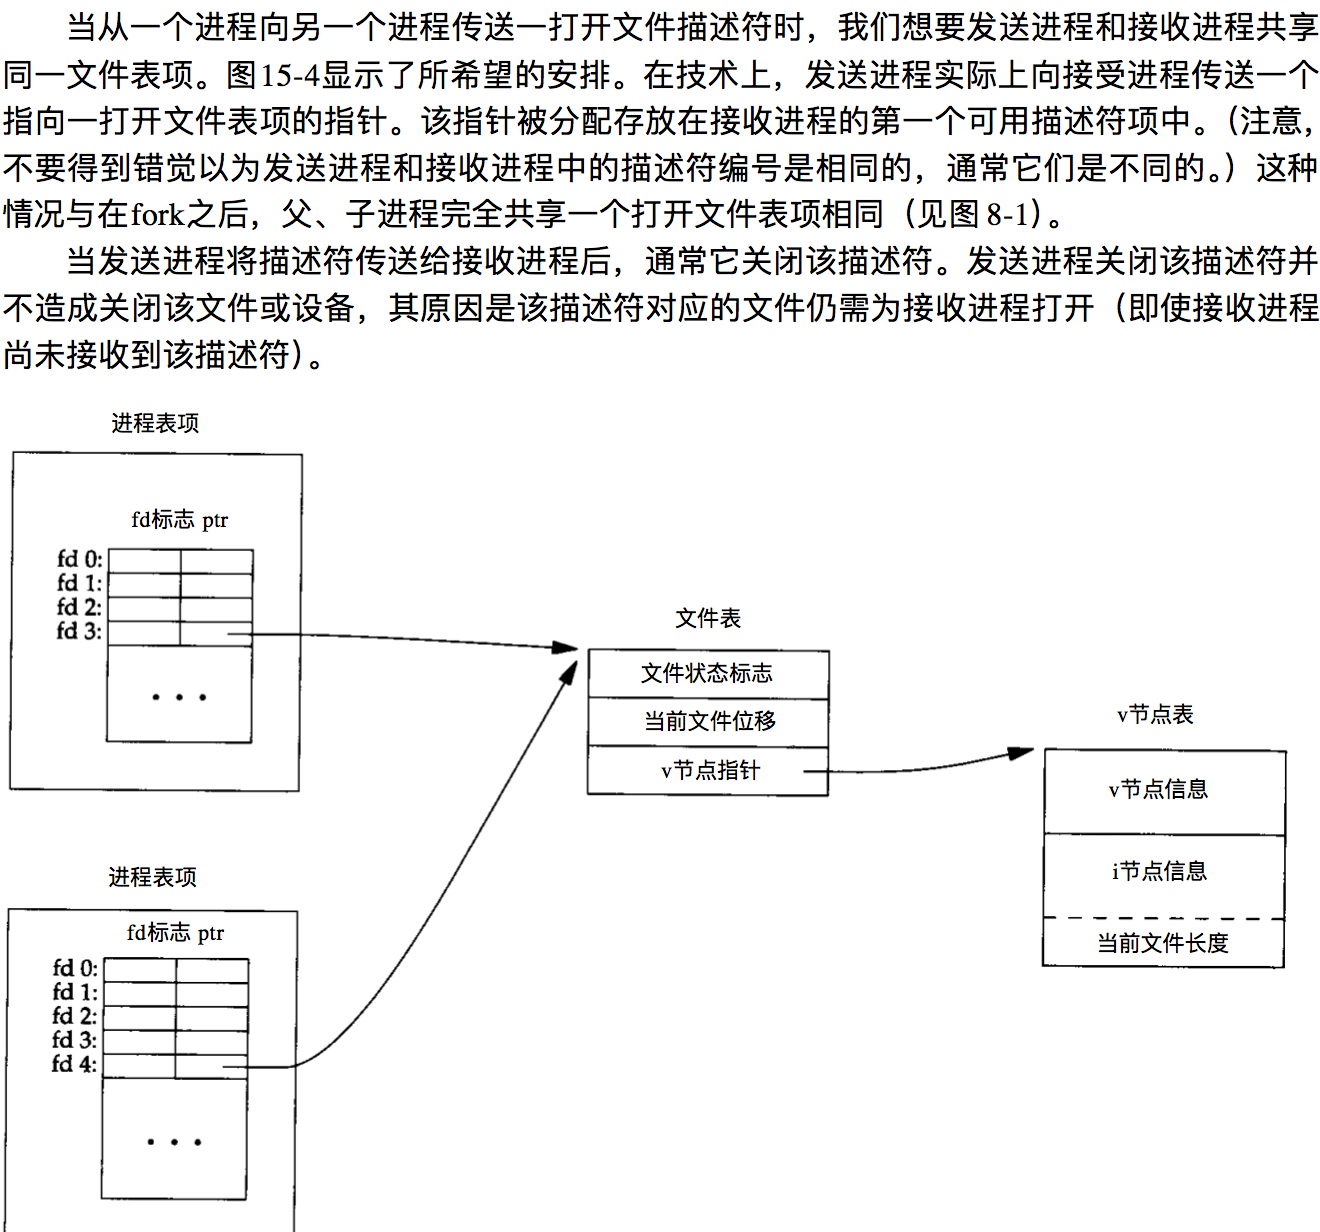 当从一个进程向另一个进程传送一打开文件描述符时，我们想要发送进程和接收进程共享
同一文件表项。图15-4显示了所希望的安排。在技术上，发送进程实际上向接受进程传送一个
指向一打开文件表项的指针。该指针被分配存放在接收进程的第一个可用描述符项中。（注意，
不要得到错觉以为发送进程和接收进程中的描述符编号是相同的，通常它们是不同的。）这种
情况与在fork之后，父、子进程完全共享一个打开文件表项相同（见图8-1）。
当发送进程将描述符传送给接收进程后，通常它关闭该描述符。发送进程关闭该描述符并
不造成关闭该文件或设备，其原因是该描述符对应的文件仍需为接收进程打开（即使接收进程
尚未接收到该描述符）。
进程表项
fd标志 ptr
fd 0:
fd 1:
fd 2:
fd 3:
文件表
文件状态标志
当前文件位移
v节点指针
v节点表
v节点信息
i节点信息
当前文件长度
进程表项
fd标志 ptr
fd 0:
fd 1:
fd 2:
fd 3:
fd 4: